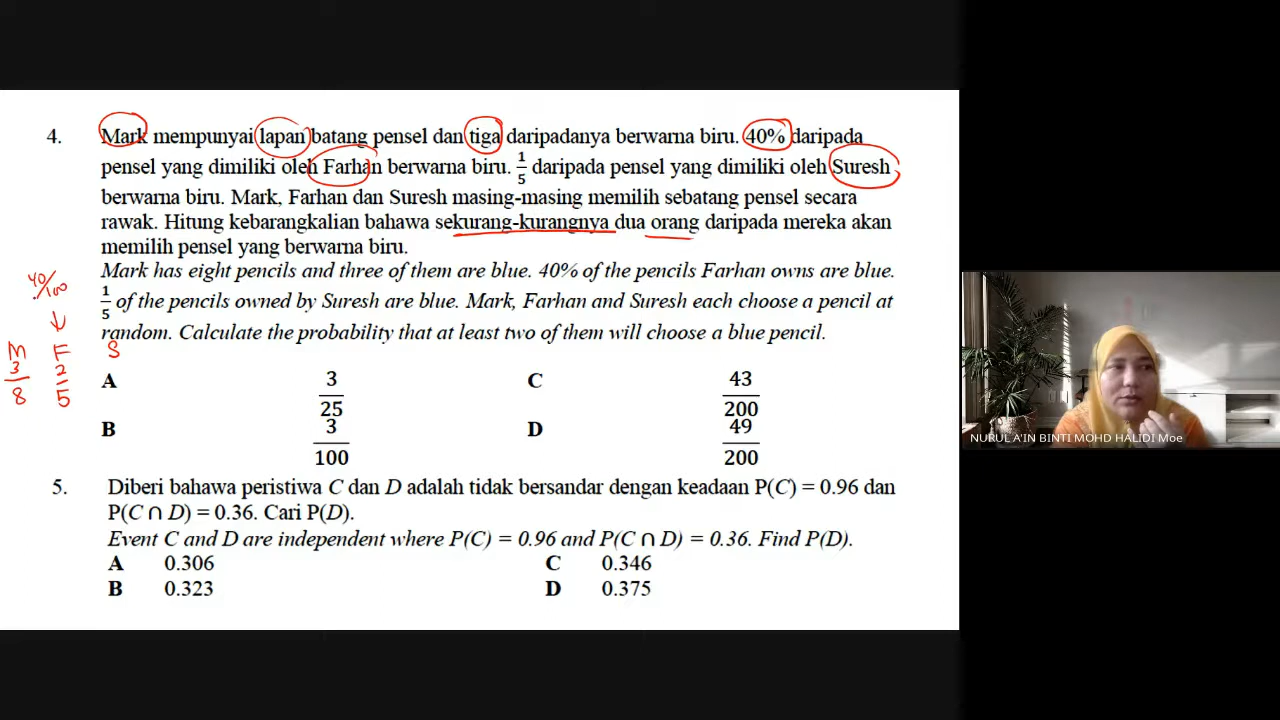 4. Mark mempunyai lapan batang pensel dan tiga daripadanya berwarna biru. 40% daripada
pensel yang dimiliki oleh Farhan berwarna biru. 1/5 daripada pensel yang dimiliki oleh Suresh
berwarna biru. Mark, Farhan dan Suresh masing-masing memilih sebatang pensel secara
rawak. Hitung kebarangkalian bahawa sekurang-kurangnya dua orang daripada mereka akan
memilih pensel yang berwarna biru.
Mark has eight pencils and three of them are blue. 40% of the pencils Farhan owns are blue.
1/5 of the pencils owned by Suresh are blue. Mark, Farhan and Suresh each choose a pencil at
random. Calculate the probability that at least two of them will choose a blue pencil.
40/100
↓
M F S
3/8 2/5
A 3/25 C 43/200
B 3/100 D 49/200
5. Diberi bahawa peristiwa C dan D adalah tidak bersandar dengan keadaan P(C) = 0.96 dan
P(C ∩ D) = 0.36. Cari P(D).
Event C and D are independent where P(C) = 0.96 and P(C ∩ D) = 0.36. Find P(D).
A 0.306 C 0.346
B 0.323 D 0.375
NURUL A'IN BINTI MOHD HALIDI Moe